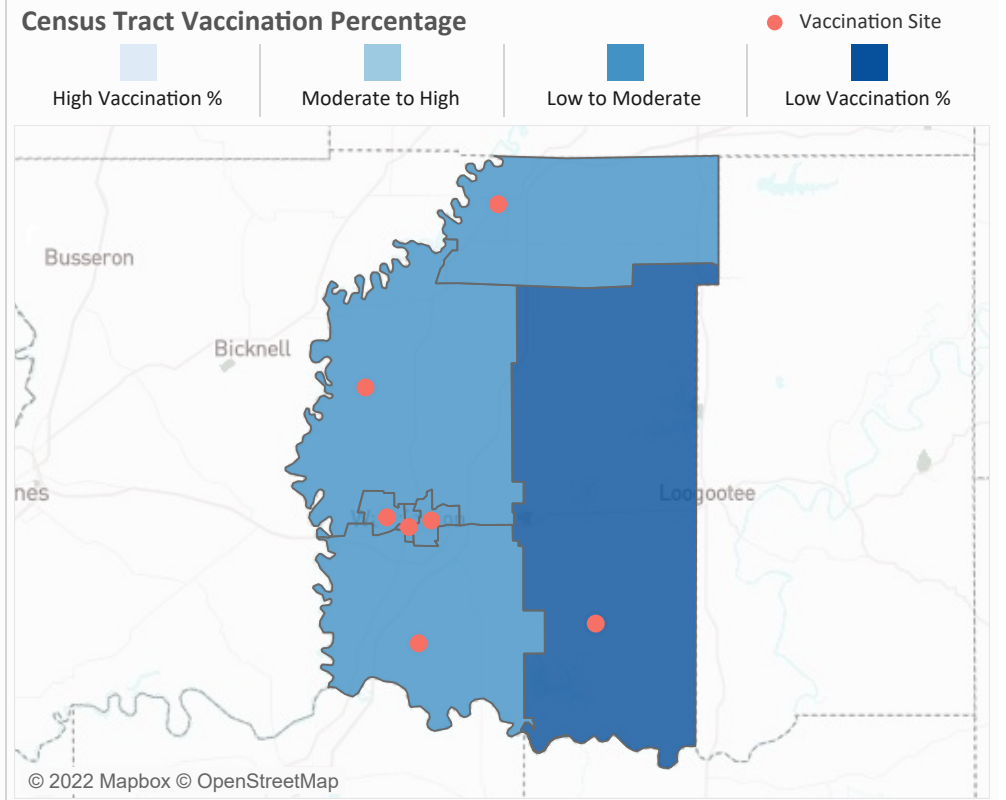 Census Tract Vaccination Percentage
Vaccination Site
High Vaccination %
Moderate to High
Low to Moderate
Low Vaccination %
Busseron
Bicknell
nes
Loogootee
© 2022 Mapbox © OpenStreetMap